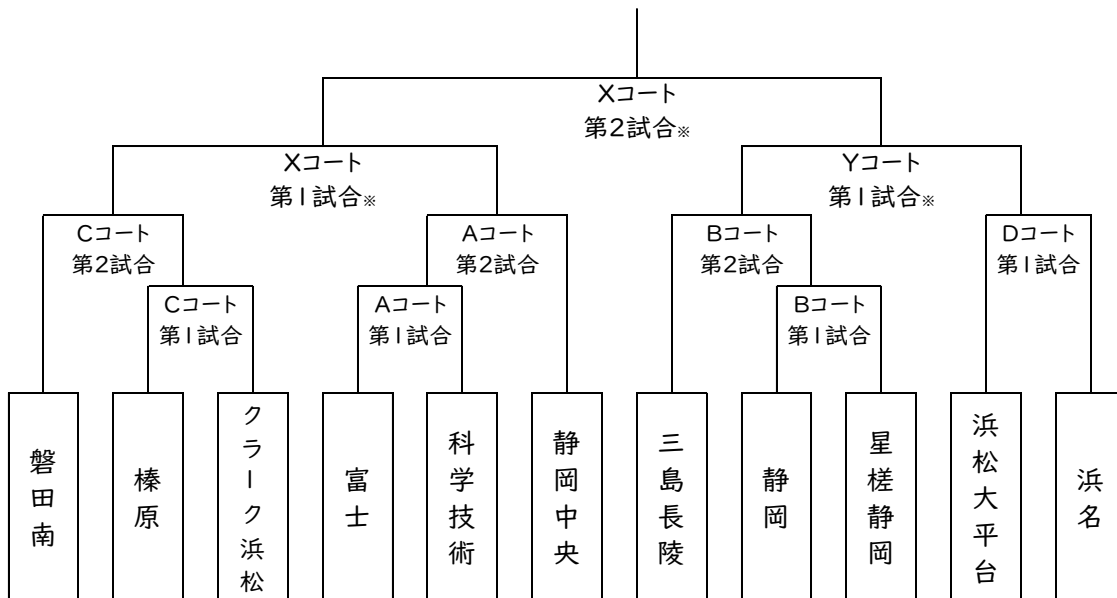 Xコート
第2試合※
Xコート
第1試合※
Yコート
第1試合※
Cコート
第2試合
Aコート
第2試合
Bコート
第2試合
Dコート
第1試合
Cコート
第1試合
Aコート
第1試合
Bコート
第1試合
磐田南
榛原
クラーク浜松
富士
科学技術
静岡中央
三島長陵
静岡
星槎静岡
浜松大平台
浜名